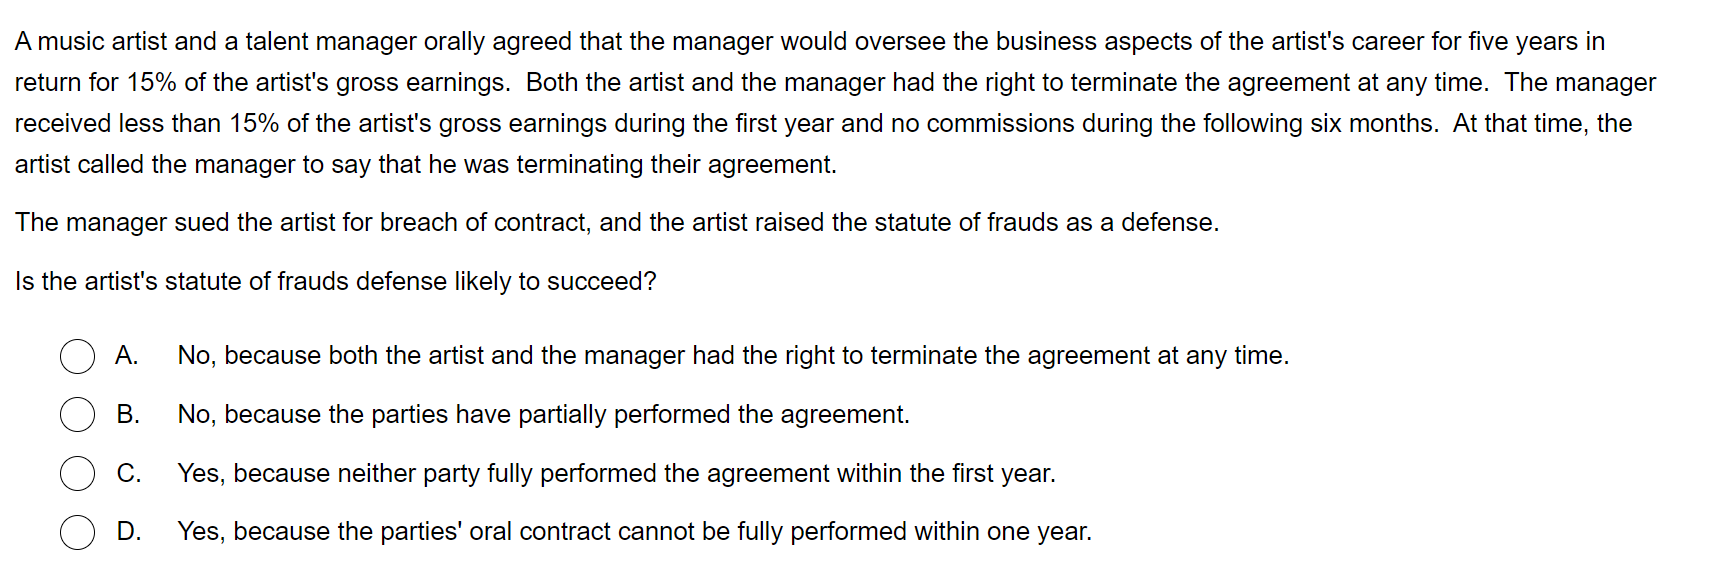 A music artist and a talent manager orally agreed that the manager would oversee the business aspects of the artist's career for five years in
return for 15% of the artist's gross earnings.  Both the artist and the manager had the right to terminate the agreement at any time.  The manager
received less than 15% of the artist's gross earnings during the first year and no commissions during the following six months.  At that time, the
artist called the manager to say that he was terminating their agreement.
The manager sued the artist for breach of contract, and the artist raised the statute of frauds as a defense.
Is the artist's statute of frauds defense likely to succeed?
A. No, because both the artist and the manager had the right to terminate the agreement at any time.
B. No, because the parties have partially performed the agreement.
C. Yes, because neither party fully performed the agreement within the first year.
D. Yes, because the parties' oral contract cannot be fully performed within one year.